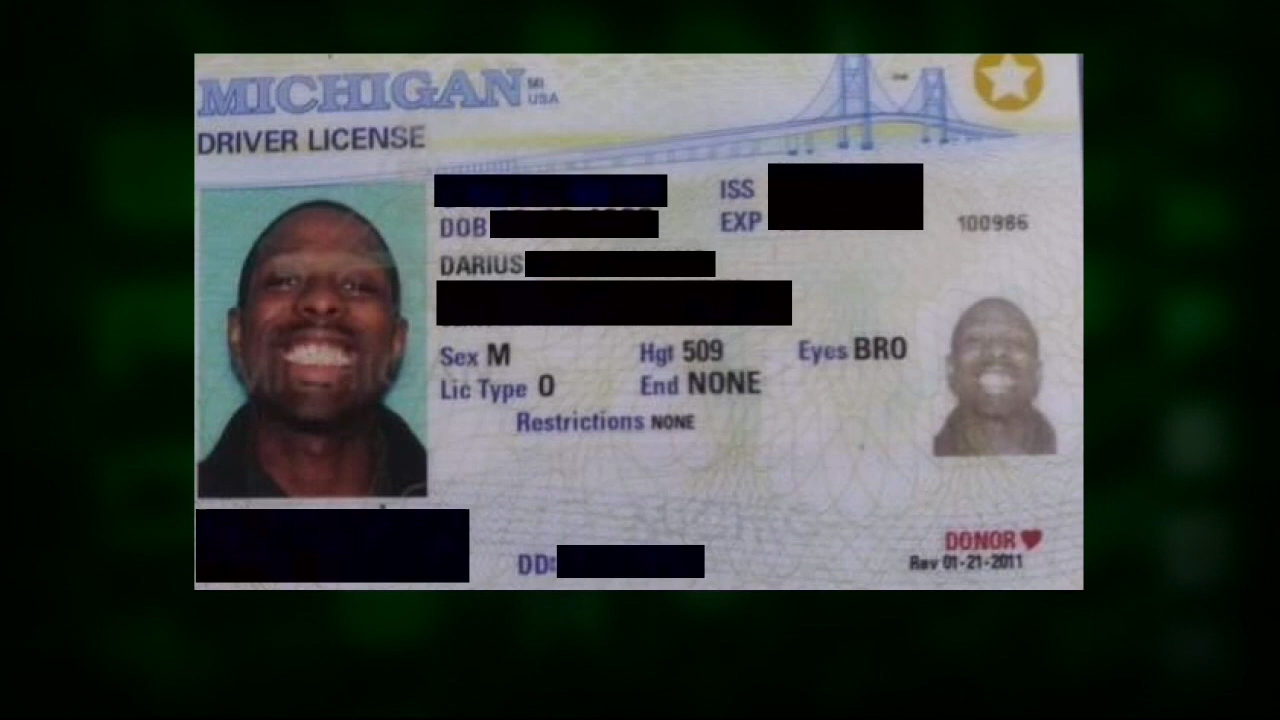 MICHIGAN MI
USA
DRIVER LICENSE
ISS
DOB EXP 100986
DARIUS
Sex M Hgt 509 Eyes BRO
Lic Type O End NONE
Restrictions NONE
DONOR
DD: Rev 01-21-2011